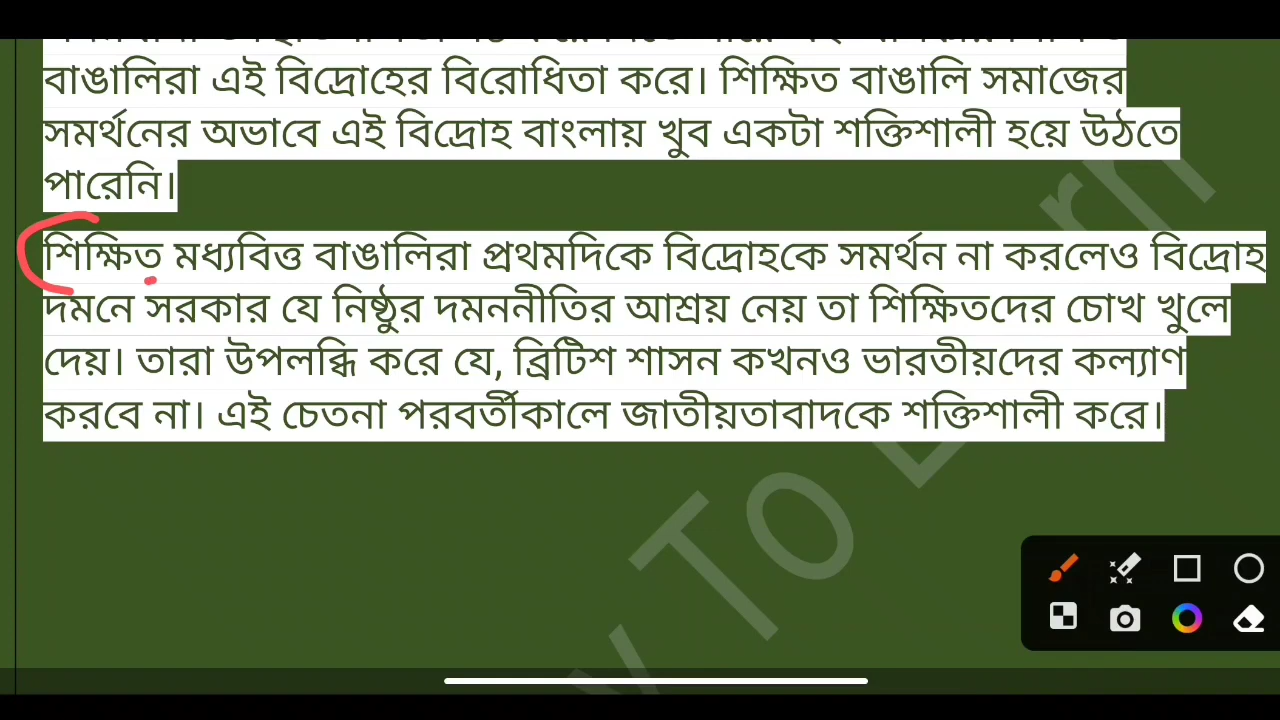 বাঙালিরা এই বিদ্রোহের বিরোধিতা করে। শিক্ষিত বাঙালি সমাজের
সমর্থনের অভাবে এই বিদ্রোহ বাংলায় খুব একটা শক্তিশালী হয়ে উঠতে
পারেনি।
শিক্ষিত মধ্যবিত্ত বাঙালিরা প্রথমদিকে বিদ্রোহকে সমর্থন না করলেও বিদ্রোহ
দমনে সরকার যে নিষ্ঠুর দমননীতির আশ্রয় নেয় তা শিক্ষিতদের চোখ খুলে
দেয়। তারা উপলব্ধি করে যে, ব্রিটিশ শাসন কখনও ভারতীয়দের কল্যাণ
করবে না। এই চেতনা পরবর্তীকালে জাতীয়তাবাদকে শক্তিশালী করে।
To